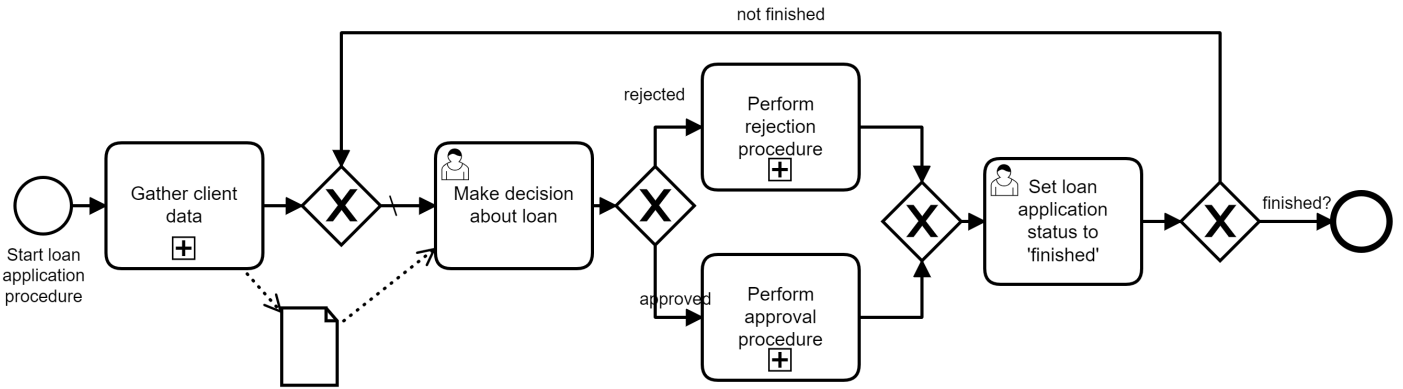 not finished
rejected
Perform
rejection
procedure
Gather client
data
Make decision
about loan
Set loan
application
status to
'finished'
finished?
Start loan
application
procedure
approved
Perform
approval
procedure